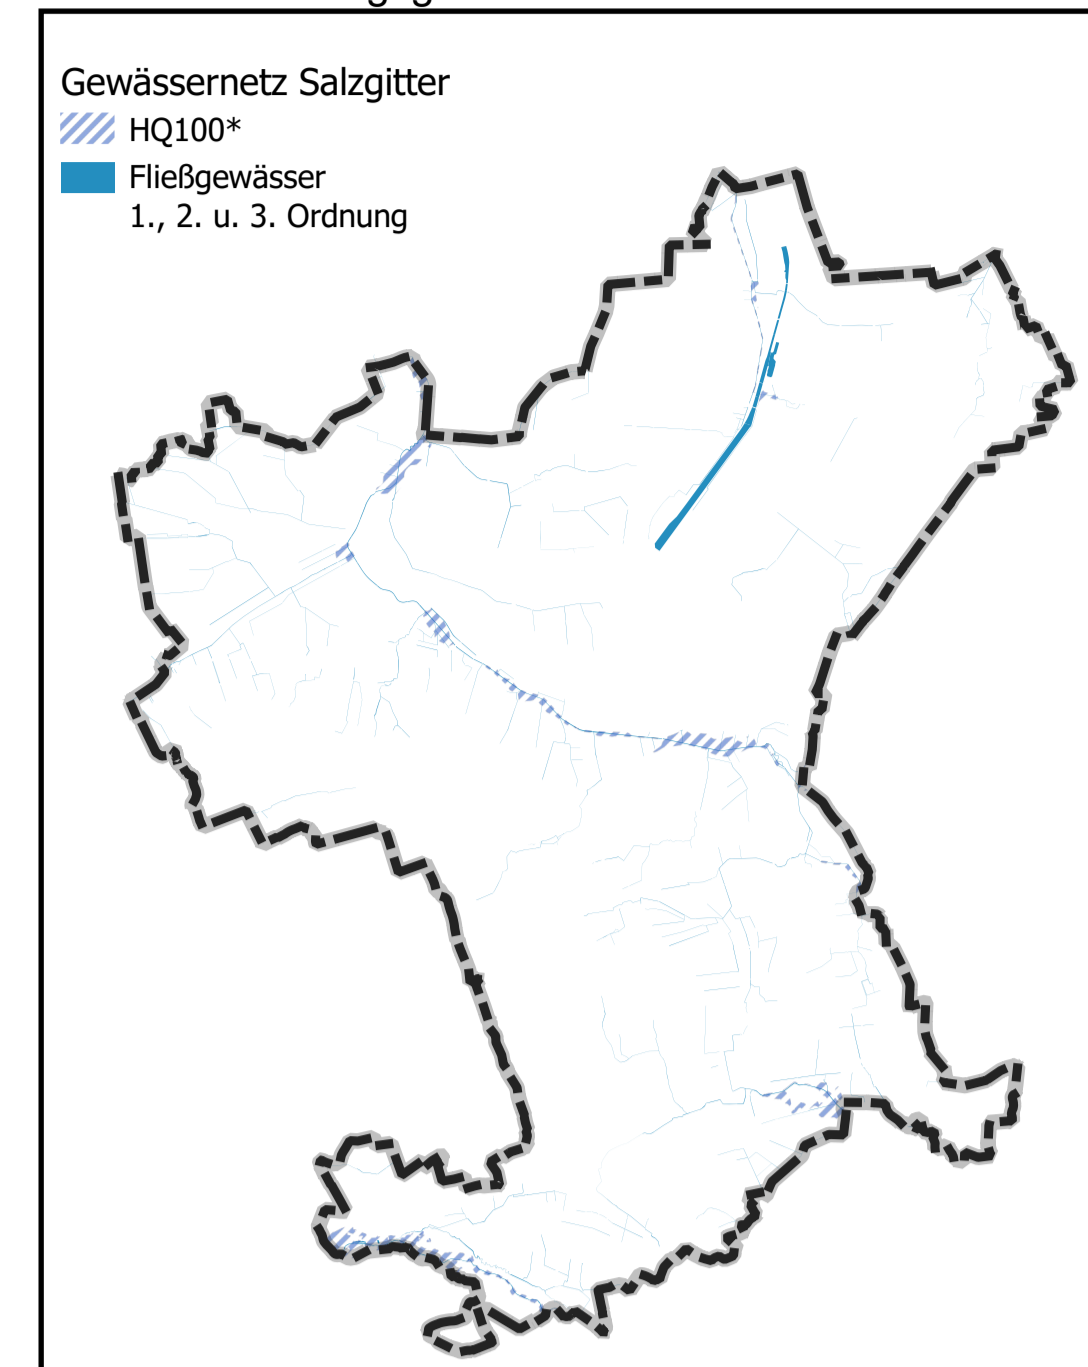 Gewässernetz Salzgitter
HQ100*
Fließgewässer
1., 2. u. 3. Ordnung